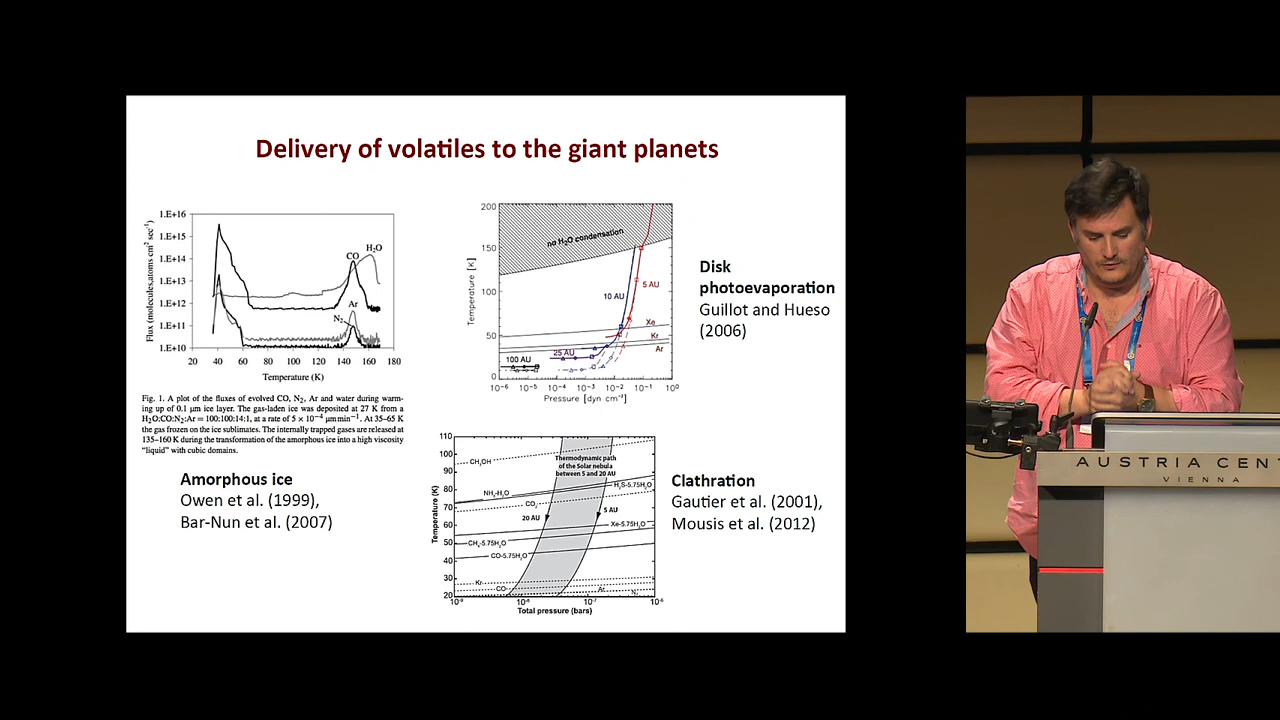 Delivery of volatiles to the giant planets
1.E+16
1.E+15
1.E+14
1.E+13
1.E+12
1.E+11
1.E+10
Flux (molecules,atoms cm² sec⁻¹)
H₂O
CO
Ar
N₂
20 40 60 80 100 120 140 160 180
Temperature (K)
Fig. 1. A plot of the fluxes of evolved CO, N₂, Ar and water during warm-
ing up of 0.1 μm ice layer. The gas-laden ice was deposited at 27 K from a
H₂O:CO:N₂:Ar = 100:100:14:1, at a rate of 5 × 10⁻⁴ μm min⁻¹. At 35–65 K
the gas frozen on the ice sublimates. The internally trapped gases are released at
135–160 K during the transformation of the amorphous ice into a high viscosity
“liquid” with cubic domains.
Amorphous ice
Owen et al. (1999),
Bar-Nun et al. (2007)
200
150
100
50
0
Temperature [K]
no H₂O condensation
10 AU
5 AU
Xe
Kr
Ar
25 AU
100 AU
10⁻⁶ 10⁻⁵ 10⁻⁴ 10⁻³ 10⁻² 10⁻¹ 10⁰
Pressure [dyn cm⁻²]
Disk
photoevaporation
Guillot and Hueso
(2006)
110
100
90
80
70
60
50
40
30
20
Temperature (K)
Thermodynamic path
of the Solar nebula
between 5 and 20 AU
CH₃OH
NH₃-H₂O
H₂S-5.75H₂O
CO₂
20 AU
5 AU
Xe-5.75H₂O
CH₄-5.75H₂O
CO-5.75H₂O
Kr
CO
Ar
N₂
10⁻⁹ 10⁻⁸ 10⁻⁷ 10⁻⁶
Total pressure (bars)
Clathration
Gautier et al. (2001),
Mousis et al. (2012)
AUSTRIA CEN
VIENNA